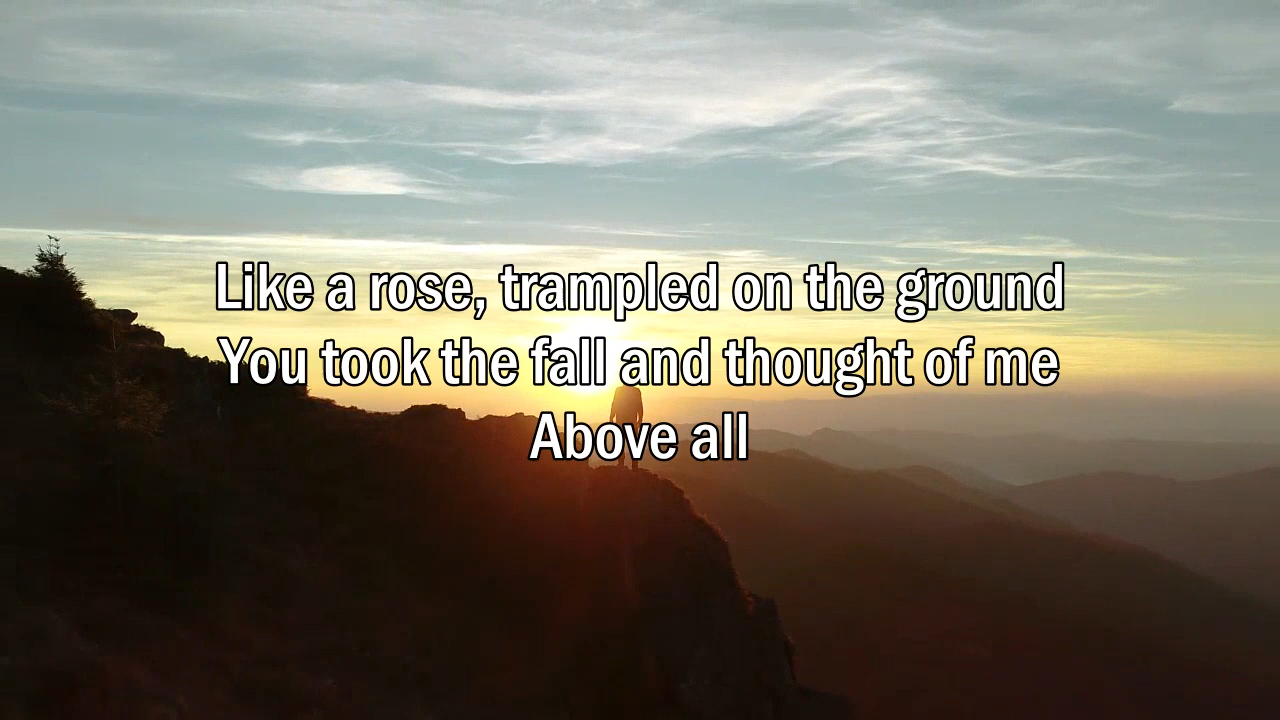 Like a rose, trampled on the ground
You took the fall and thought of me
Above all